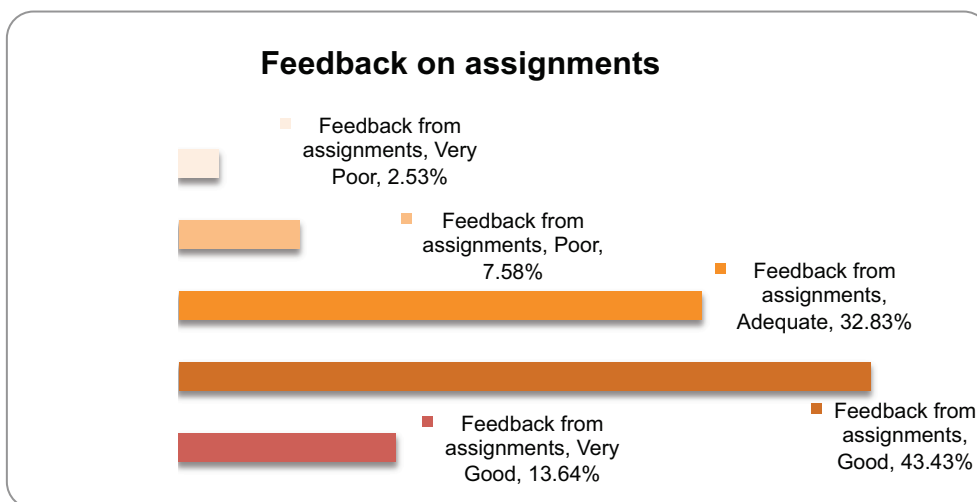 Feedback on assignments
Feedback from
assignments, Very
Poor, 2.53%
Feedback from
assignments, Poor,
7.58%
Feedback from
assignments,
Adequate, 32.83%
Feedback from
assignments,
Good, 43.43%
Feedback from
assignments, Very
Good, 13.64%